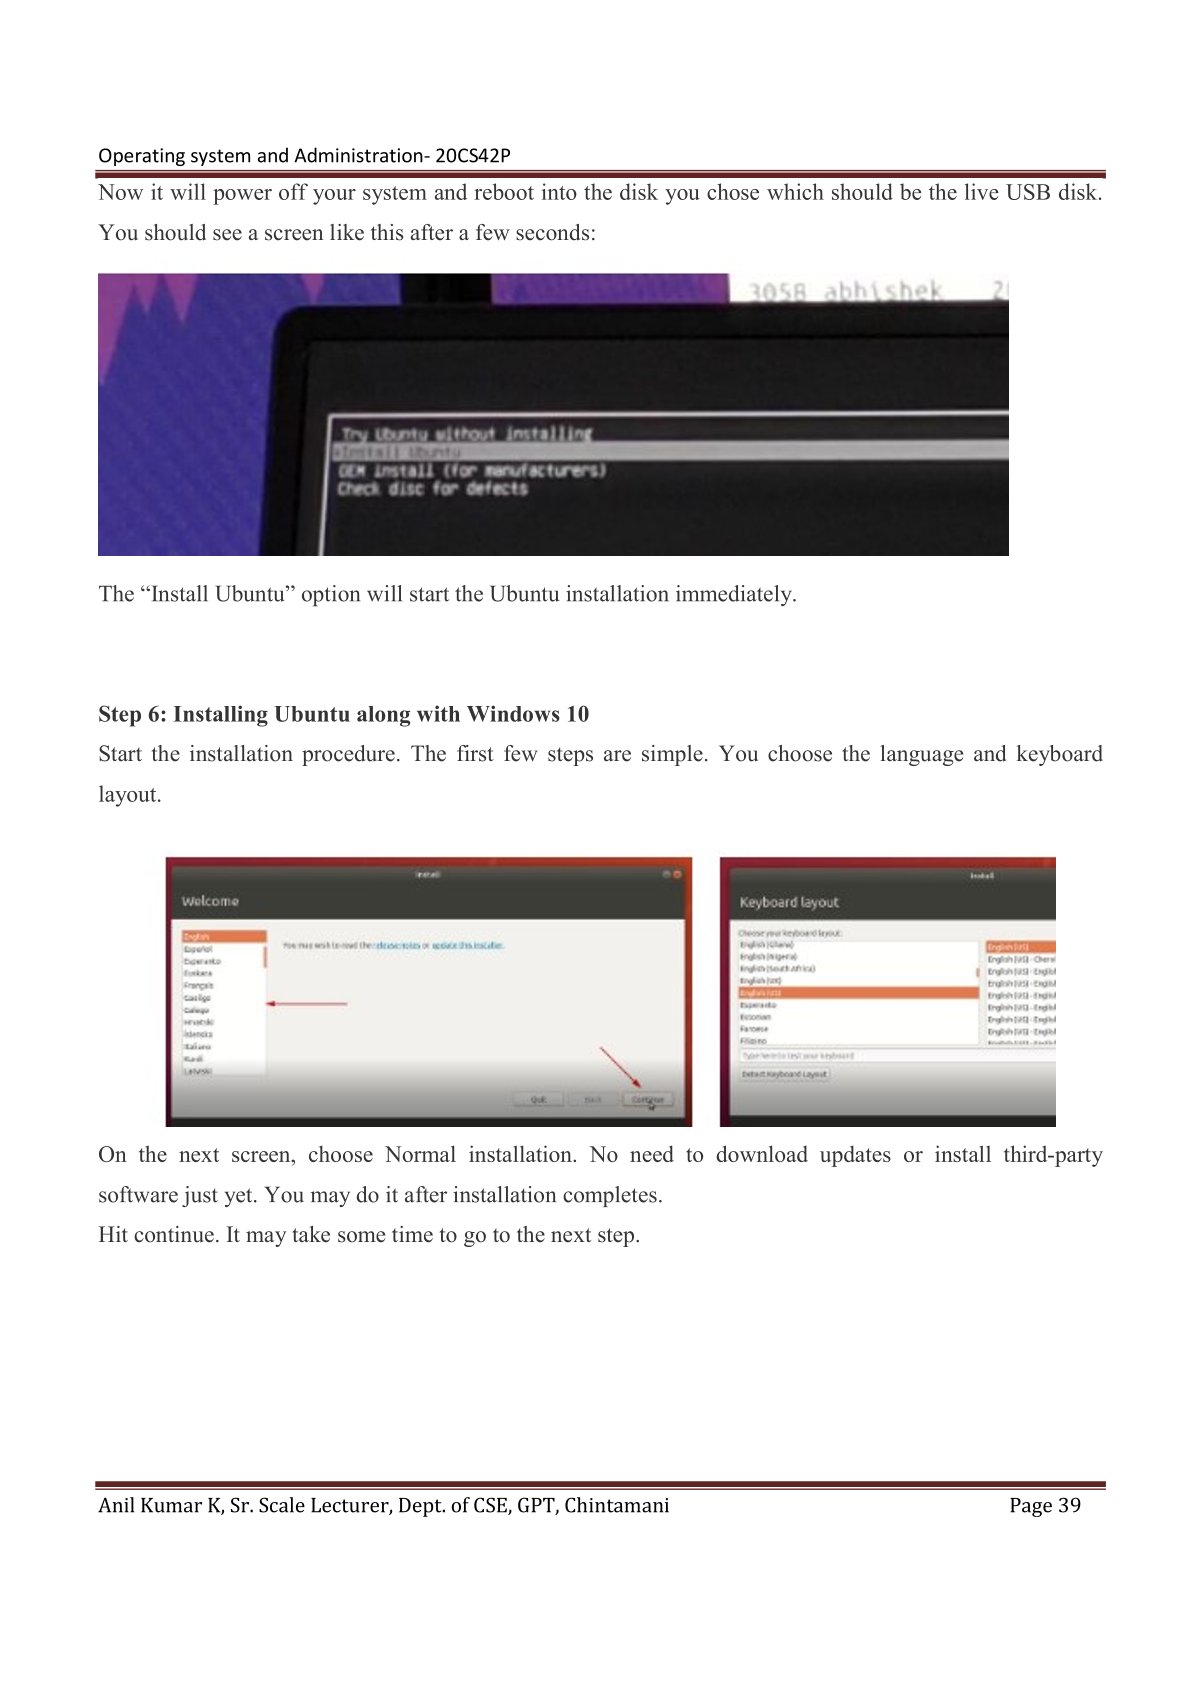 Operating system and Administration- 20CS42P
Now it will power off your system and reboot into the disk you chose which should be the live USB disk.
You should see a screen like this after a few seconds:
305B abhishek
Try Ubuntu without installing
*Install Ubuntu
OEM install (for manufacturers)
Check disc for defects
The “Install Ubuntu” option will start the Ubuntu installation immediately.
Step 6: Installing Ubuntu along with Windows 10
Start the installation procedure. The first few steps are simple. You choose the language and keyboard
layout.
Install
Welcome
English
Español
Esperanto
Euskara
Français
Gaeilge
Galego
Hrvatski
Íslenska
Italiano
Kurdî
Latviski
You may wish to read the release notes or update this installer.
Quit
Back
Continue
Install
Keyboard layout
Choose your keyboard layout:
English (Ghana)
English (Nigeria)
English (South Africa)
English (UK)
English (US)
Esperanto
Estonian
Faroese
Filipino
English (US)
English (US) - Chero
English (US) - Englis
English (US) - Englis
English (US) - Englis
English (US) - Englis
English (US) - Englis
English (US) - Englis
Type here to test your keyboard
Detect Keyboard Layout
On the next screen, choose Normal installation. No need to download updates or install third-party
software just yet. You may do it after installation completes.
Hit continue. It may take some time to go to the next step.
Anil Kumar K, Sr. Scale Lecturer, Dept. of CSE, GPT, Chintamani
Page 39